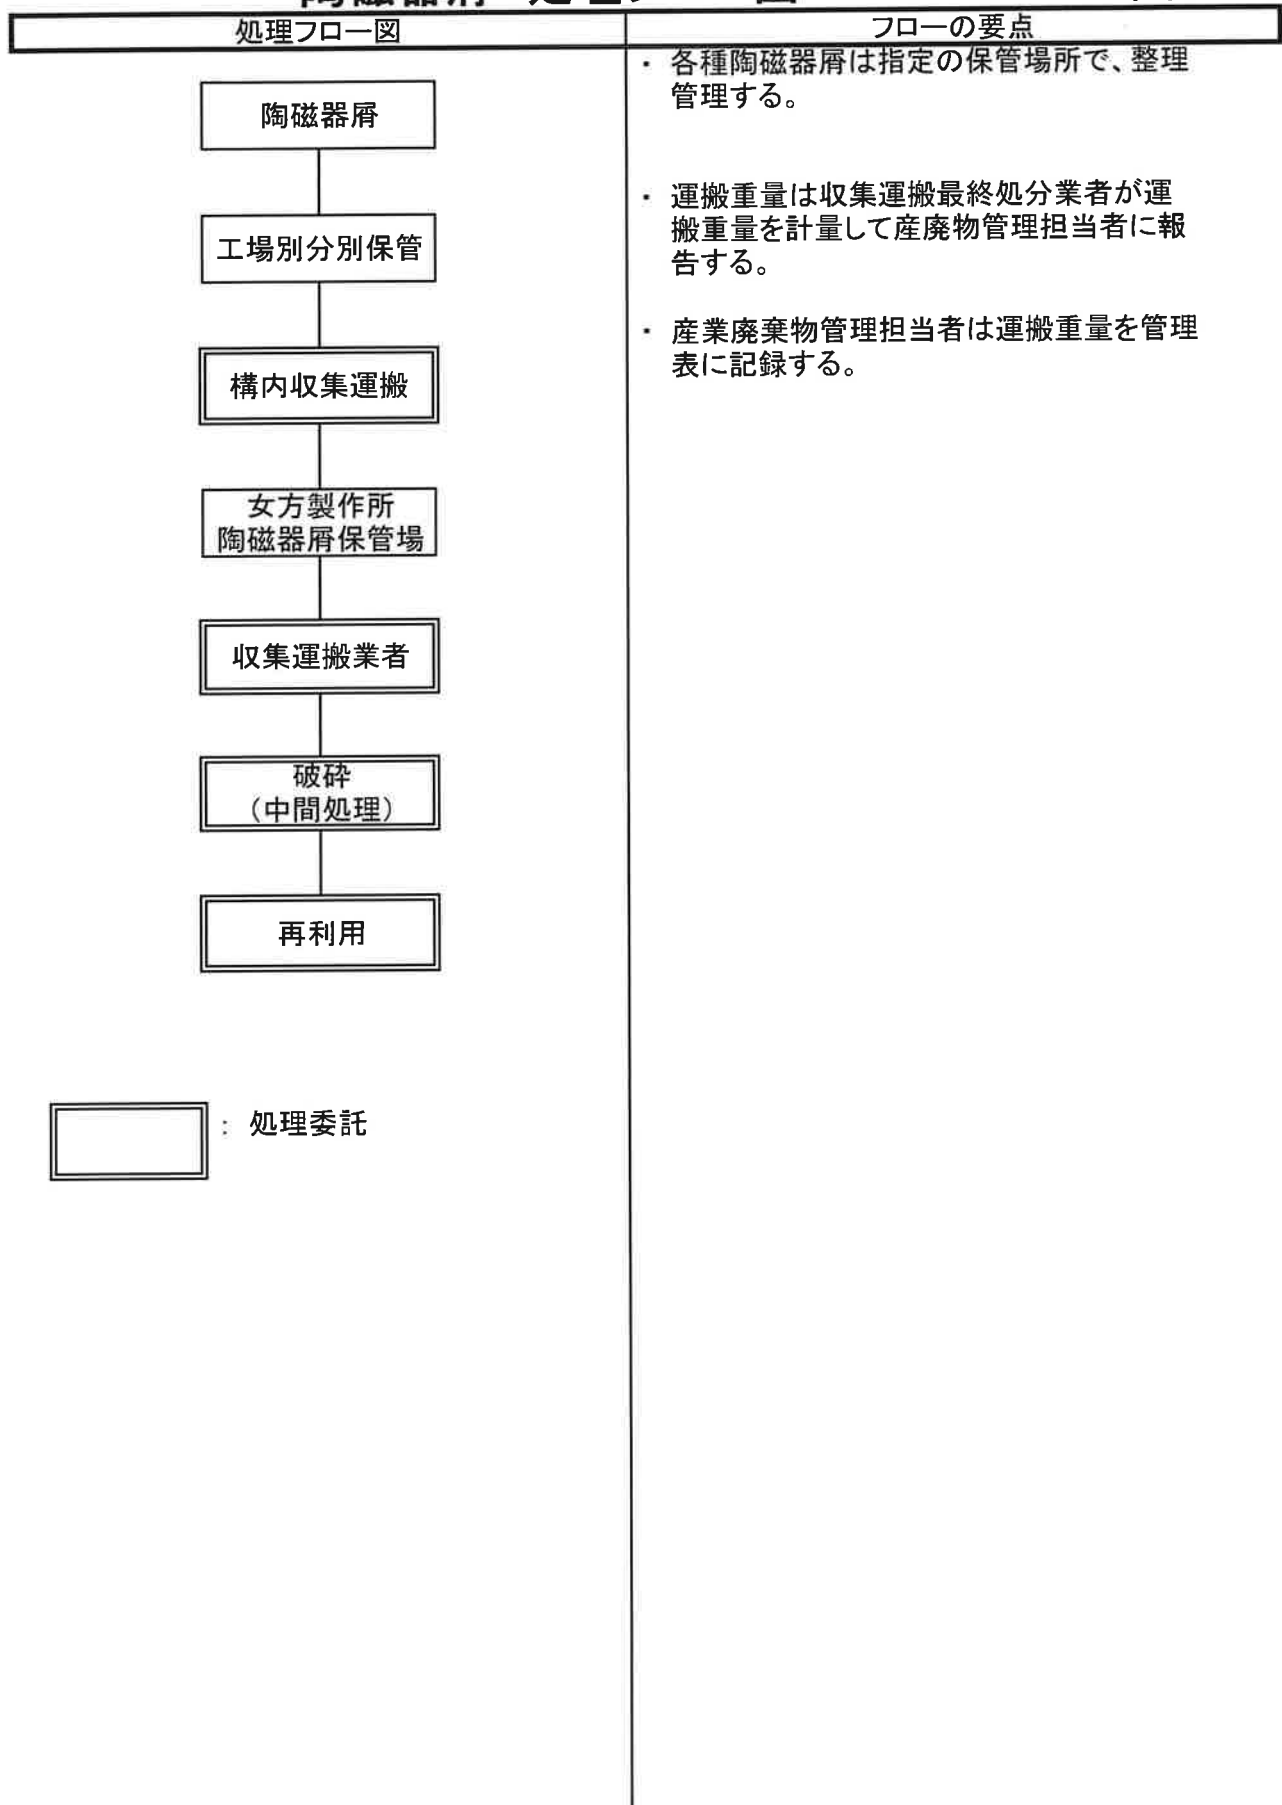 処理フロー図
フローの要点
陶磁器屑
工場別分別保管
構内収集運搬
女方製作所
陶磁器屑保管場
収集運搬業者
破砕
（中間処理）
再利用
： 処理委託
・ 各種陶磁器屑は指定の保管場所で、整理
管理する。
・ 運搬重量は収集運搬最終処分業者が運
搬重量を計量して産廃物管理担当者に報
告する。
・ 産業廃棄物管理担当者は運搬重量を管理
表に記録する。